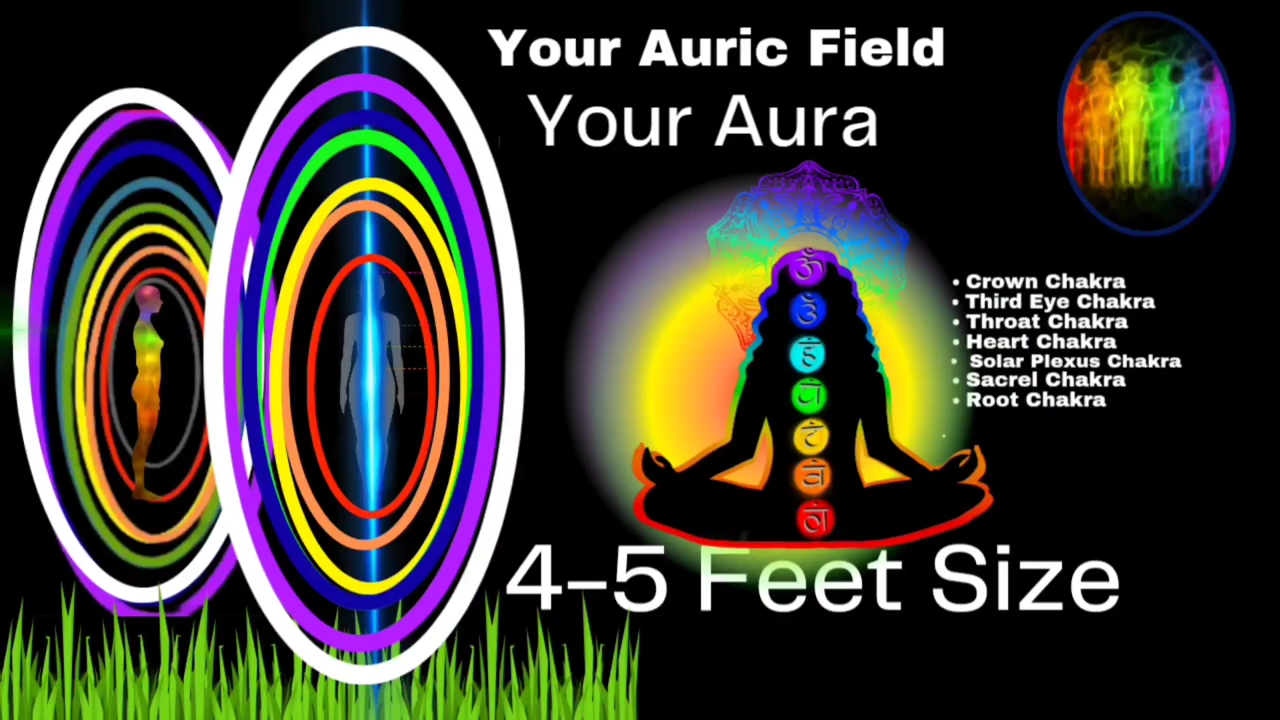 Your Auric Field
Your Aura
• Crown Chakra
• Third Eye Chakra
• Throat Chakra
• Heart Chakra
• Solar Plexus Chakra
• Sacrel Chakra
• Root Chakra
ॐ
4-5 Feet Size